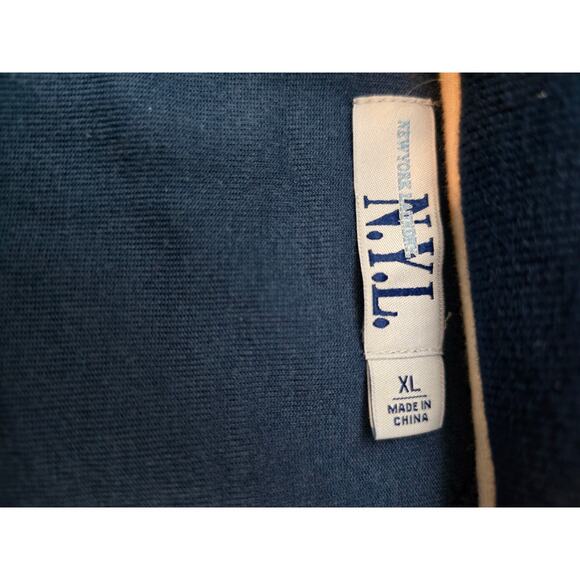 NEW YORK LAUNDRY
N.Y.L.
XL
MADE IN
CHINA